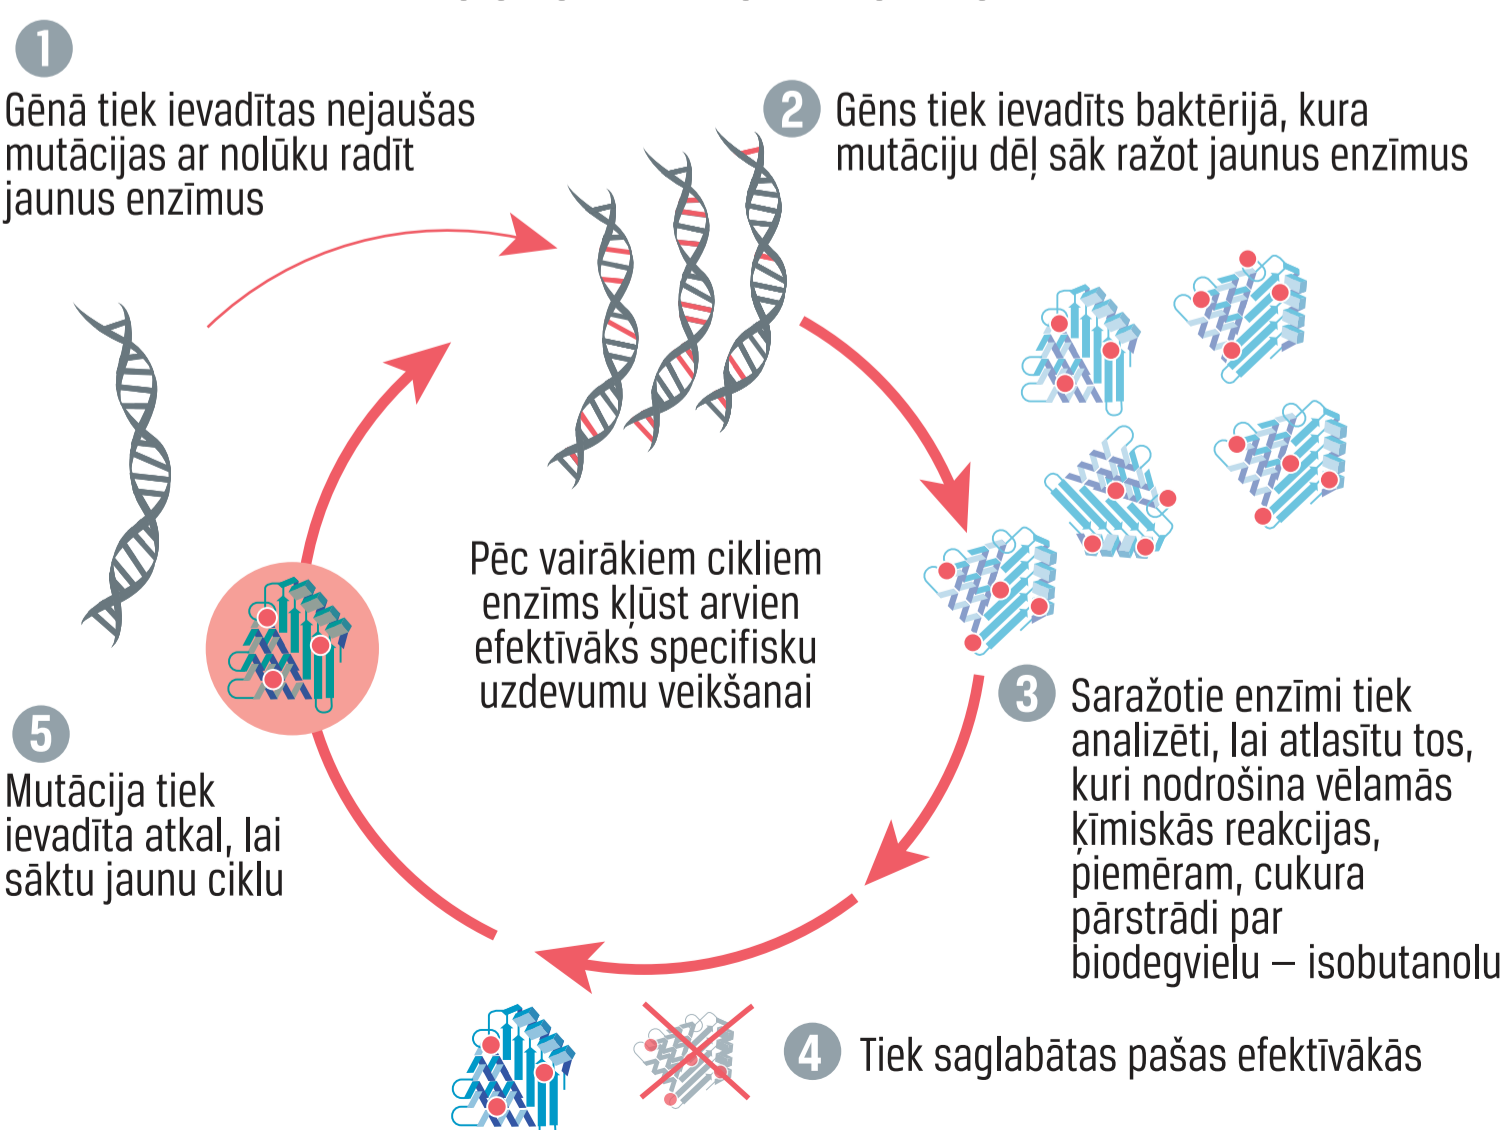 1
Gēnā tiek ievadītas nejaušas
mutācijas ar nolūku radīt
jaunus enzīmus
2
Gēns tiek ievadīts baktērijā, kura
mutāciju dēļ sāk ražot jaunus enzīmus
Pēc vairākiem cikliem
enzīms kļūst arvien
efektīvāks specifisku
uzdevumu veikšanai
3
Saražotie enzīmi tiek
analizēti, lai atlasītu tos,
kuri nodrošina vēlamās
ķīmiskās reakcijas,
piemēram, cukura
pārstrādi par
biodegvielu – isobutanolu
4
Tiek saglabātas pašas efektīvākās
5
Mutācija tiek
ievadīta atkal, lai
sāktu jaunu ciklu